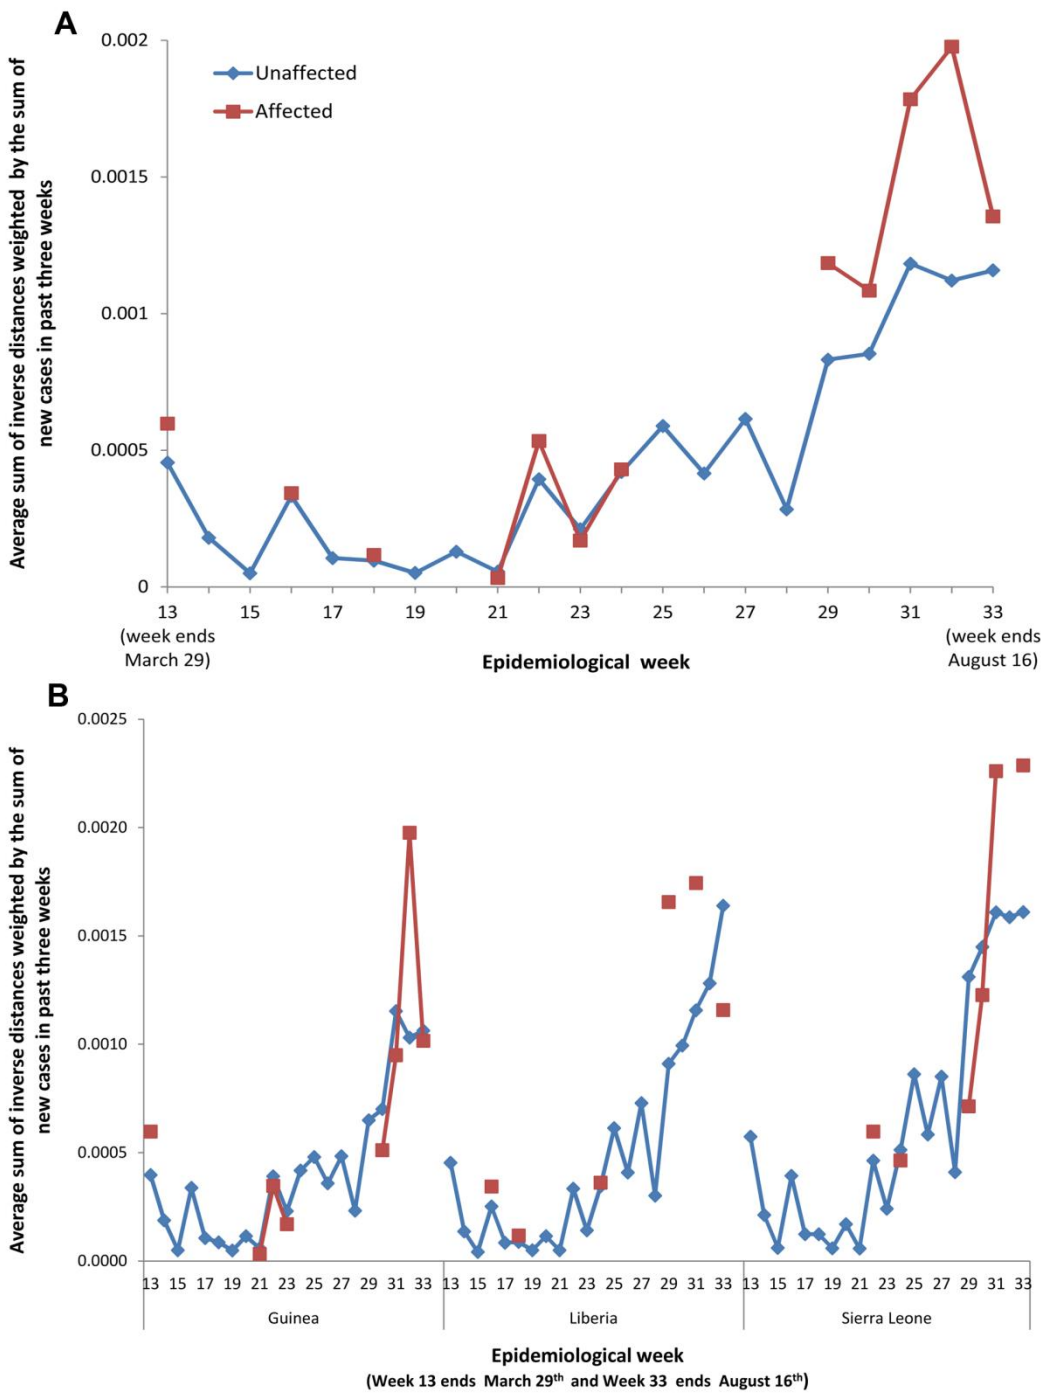 A
Average sum of inverse distances weighted by the sum of
new cases in past three weeks
0.002
0.0015
0.001
0.0005
0
Unaffected
Affected
13 15 17 19 21 23 25 27 29 31 33
(week ends
March 29)
(week ends
August 16)
Epidemiological week
B
Average sum of inverse distances weighted by the sum of
new cases in past three weeks
0.0025
0.0020
0.0015
0.0010
0.0005
0.0000
13 15 17 19 21 23 25 27 29 31 33 13 15 17 19 21 23 25 27 29 31 33 13 15 17 19 21 23 25 27 29 31 33
Guinea Liberia Sierra Leone
Epidemiological week
(Week 13 ends March 29th and Week 33 ends August 16th)